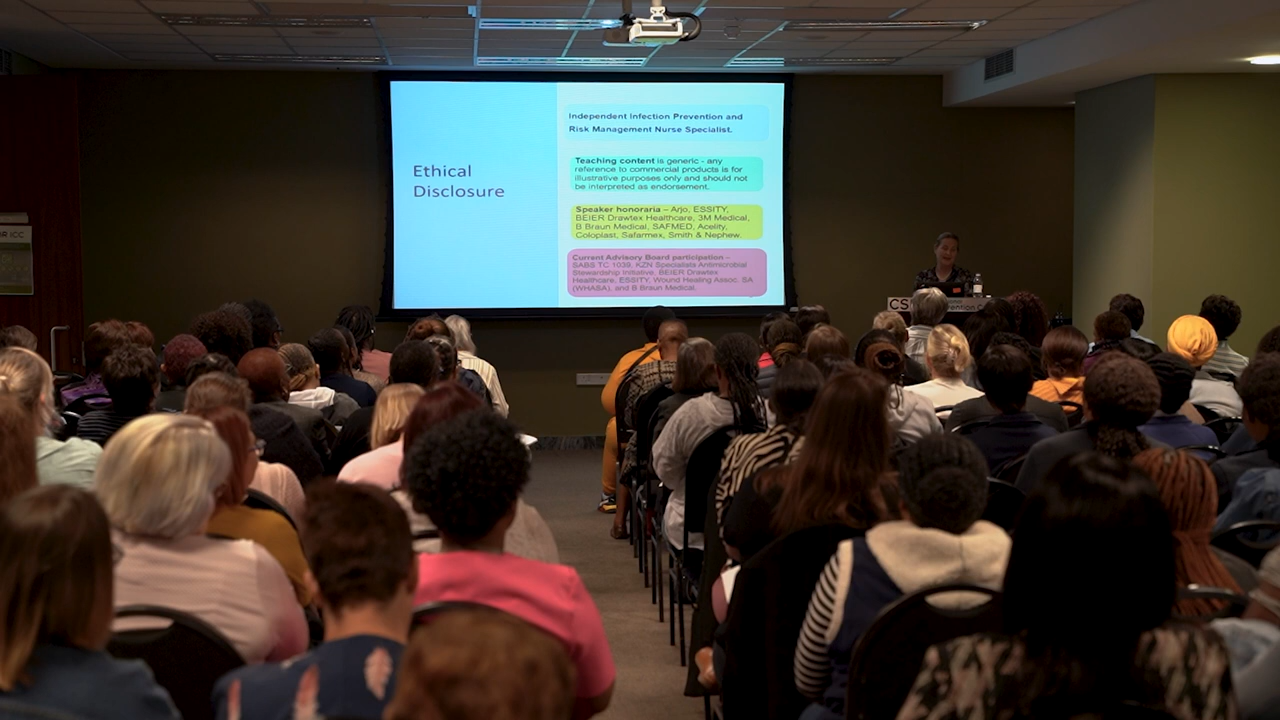 Ethical
Disclosure
Independent Infection Prevention and
Risk Management Nurse Specialist.
Teaching content is generic - any
reference to commercial products is for
illustrative purposes only and should not
be interpreted as endorsement.
Speaker honoraria – Arjo, ESSITY,
BEIER Drawtex Healthcare, 3M Medical,
B Braun Medical, SAFMED, Acelity,
Coloplast, Safarmex, Smith & Nephew.
Current Advisory Board participation –
SABS TC 1039, KZN Specialists Antimicrobial
Stewardship Initiative, BEIER Drawtex
Healthcare, ESSITY, Wound Healing Assoc. SA
(WHASA), and B Braun Medical.
ICC
CS